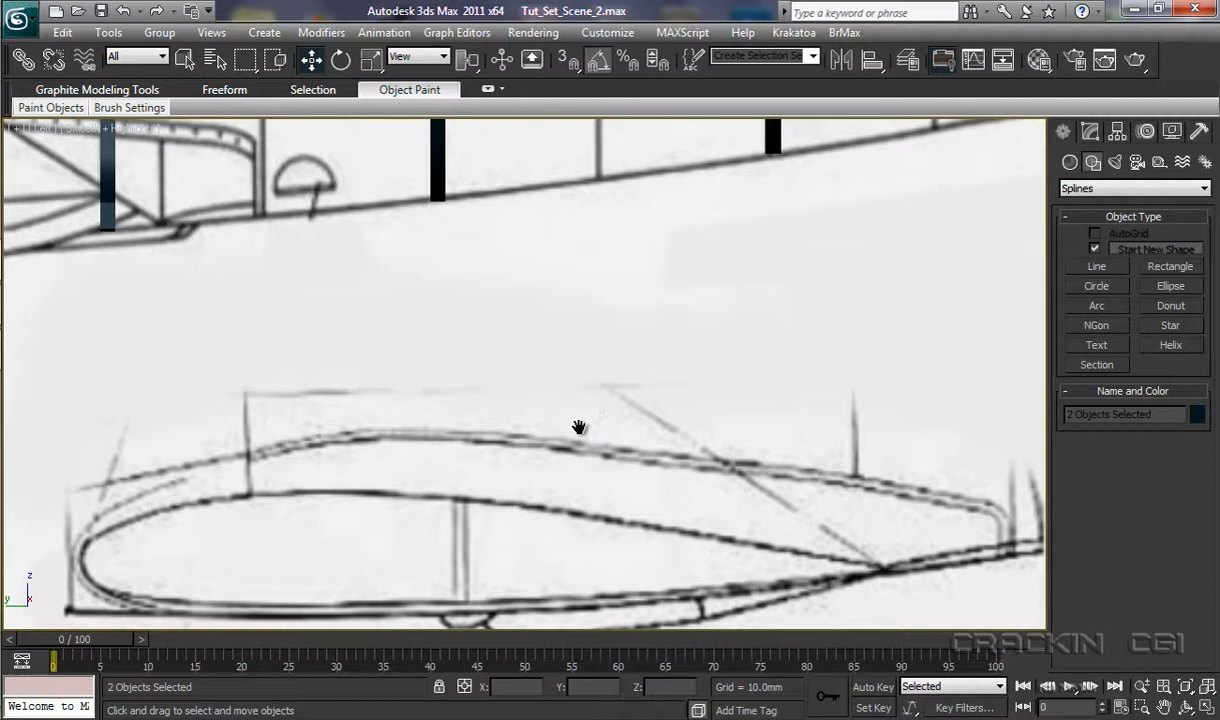 Autodesk 3ds Max 2011 x64 Tut_Set_Scene_2.max
Type a keyword or phrase
Edit Tools Group Views Create Modifiers Animation Graph Editors Rendering Customize MAXScript Help Krakatoa BrMax
All View Create Selection Se
Graphite Modeling Tools Freeform Selection Object Paint
Paint Objects Brush Settings
[ + ] [ Left ] [ Smooth + Highlights ]
Splines
Object Type
AutoGrid
Start New Shape
Line Rectangle
Circle Ellipse
Arc Donut
NGon Star
Text Helix
Section
Name and Color
2 Objects Selected
z
y x
0 / 100
CRACKIN CGI
0 5 10 15 20 25 30 35 40 45 50 55 60 65 70 75 80 85 90 95 100
2 Objects Selected X: Y: Z: Grid = 10.0mm Auto Key Selected
Welcome to M Click and drag to select and move objects Add Time Tag Set Key Key Filters... 0